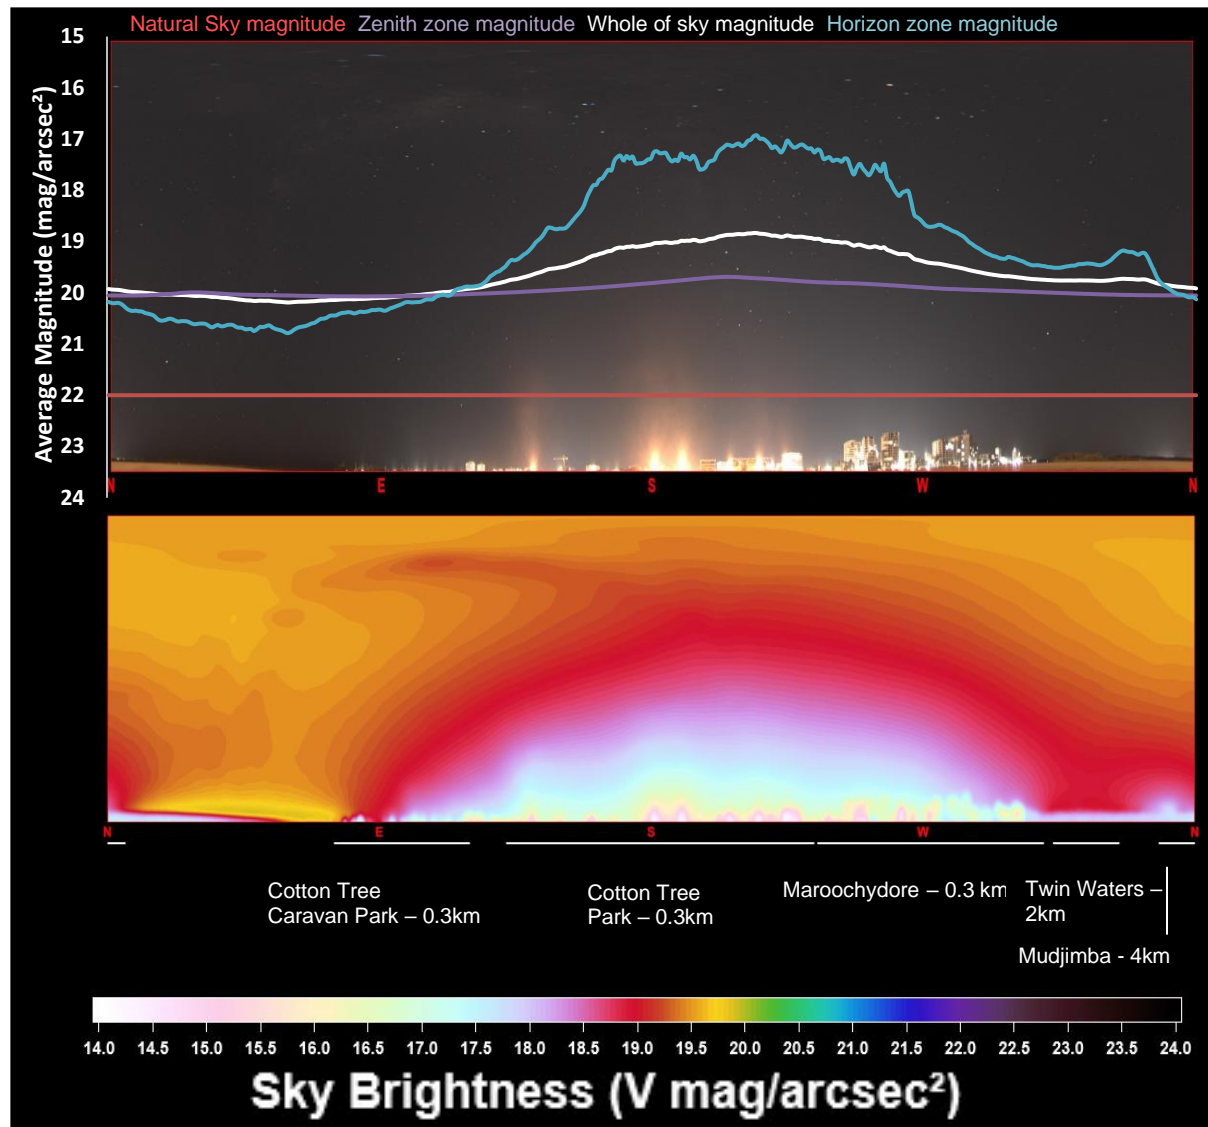 Natural Sky magnitude Zenith zone magnitude Whole of sky magnitude Horizon zone magnitude
Average Magnitude (mag/arcsec²)
15
16
17
18
19
20
21
22
23
24
N E S W N
N E S W N
Cotton Tree
Caravan Park – 0.3km
Cotton Tree
Park – 0.3km
Maroochydore – 0.3 km
Twin Waters –
2km
Mudjimba - 4km
14.0 14.5 15.0 15.5 16.0 16.5 17.0 17.5 18.0 18.5 19.0 19.5 20.0 20.5 21.0 21.5 22.0 22.5 23.0 23.5 24.0
Sky Brightness (V mag/arcsec²)